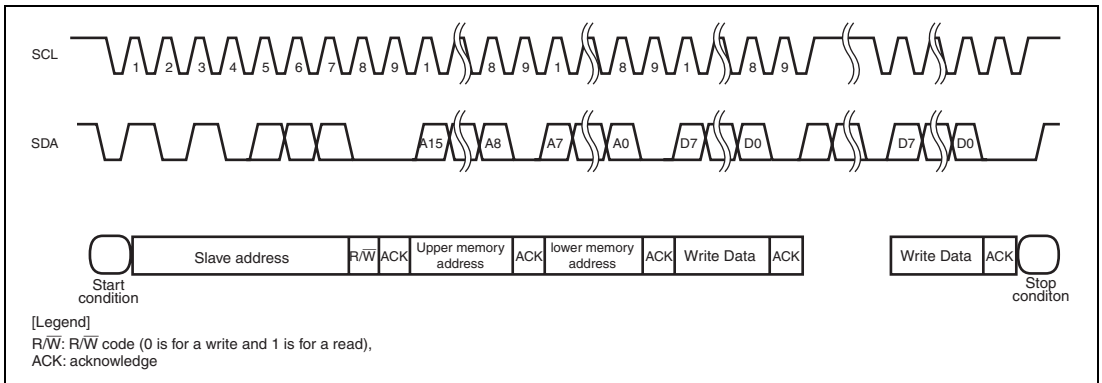 SCL
1 2 3 4 5 6 7 8 9 1 8 9 1 8 9 1 8 9
SDA
A15 A8 A7 A0 D7 D0 D7 D0
Slave address R/W̅ ACK Upper memory address ACK lower memory address ACK Write Data ACK Write Data ACK
Start condition
Stop conditon
[Legend]
R/W̅: R/W̅ code (0 is for a write and 1 is for a read),
ACK: acknowledge